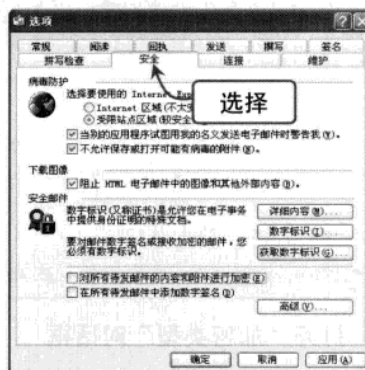 选项
常规 阅读 回执 发送 撰写 签名
拼写检查 安全 连接 维护
病毒防护
选择要使用的 Internet
Internet 区域(不太
受限站点区域(较安全
选择
当别的应用程序试图用我的名义发送电子邮件时警告我(W)。
不允许保存或打开可能有病毒的附件(N)。
下载图像
阻止 HTML 电子邮件中的图像和其他外部内容(B)。
安全邮件
数字标识(又称证书)是允许您在电子事务中提供身份证明的特殊文档。
详细内容(M)...
数字标识(I)...
要对邮件数字签名或接收加密的邮件，您必须有数字标识。
获取数字标识(G)...
对所有待发邮件的内容和附件进行加密(E)
在所有待发邮件中添加数字签名(D)
高级(V)...
确定 取消 应用(A)